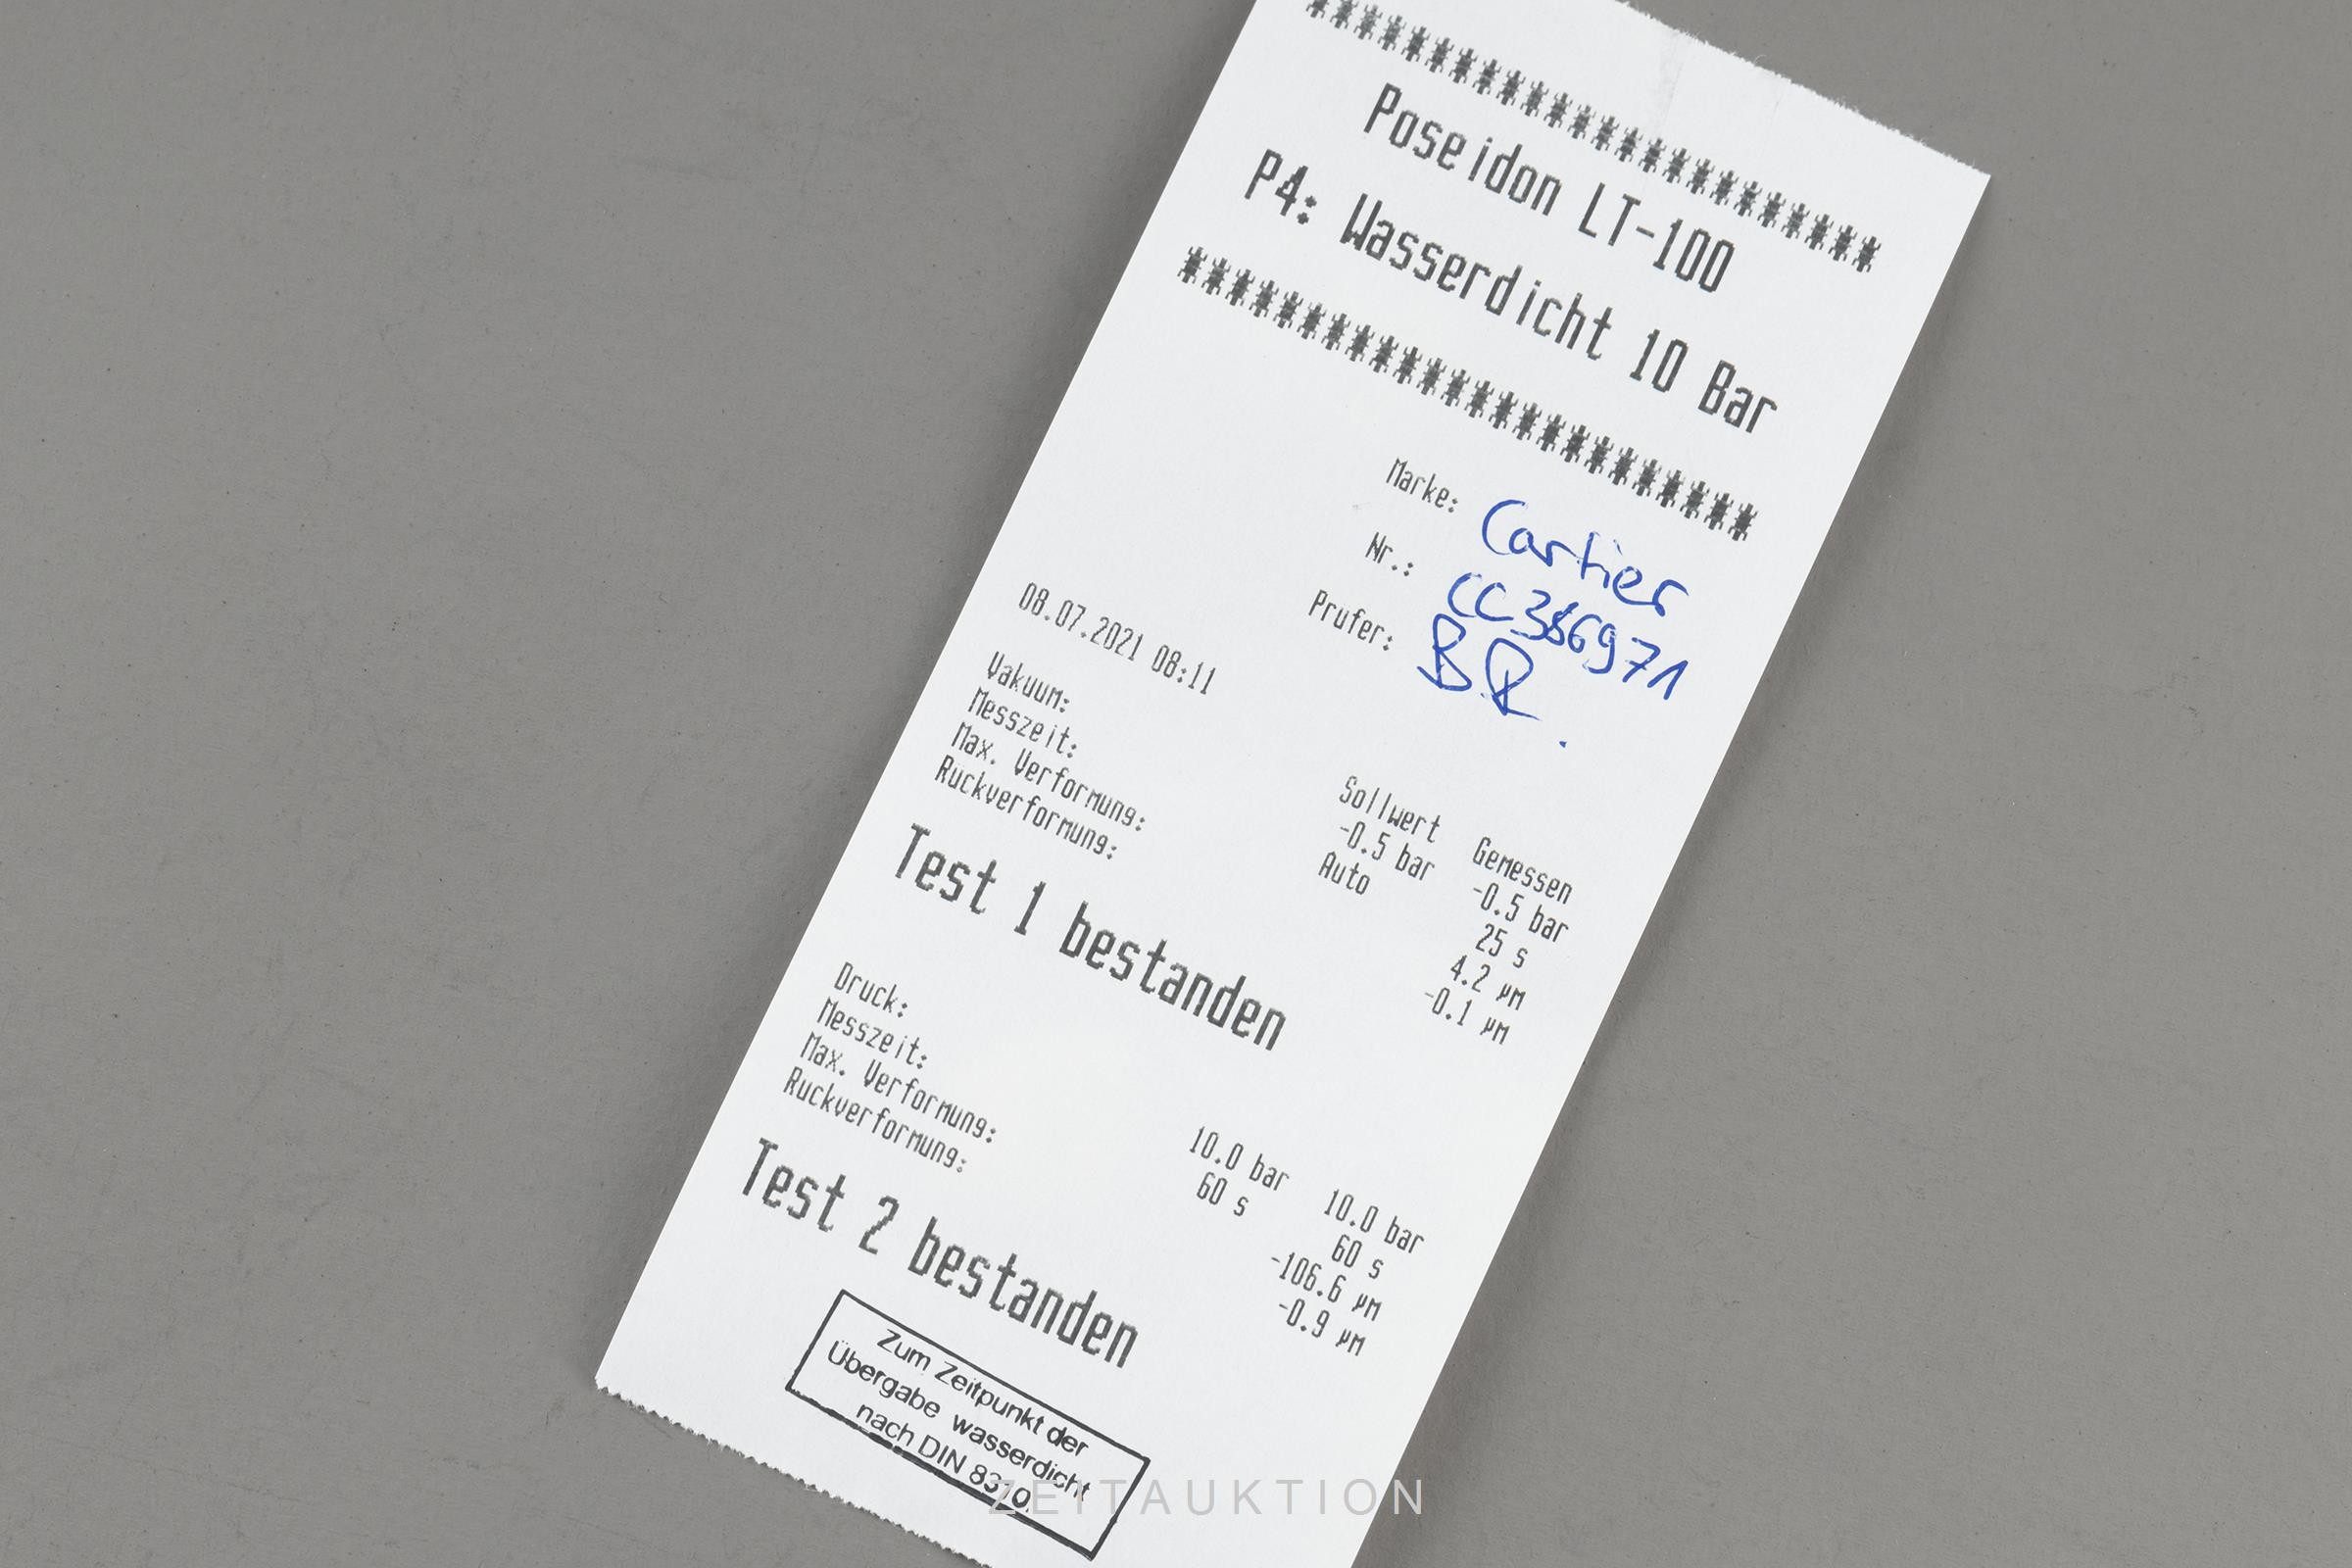 ************************
Poseidon LT-100
P4: Wasserdicht 10 Bar
************************
Marke: Cartier
Nr.:
Prufer: BR.
08.07.2021 08:11
Sollwert Gemessen
Vakuum: -0.5 bar -0.5 bar
Messzeit: Auto 25 s
Max. Verformung: 4.2 µm
Rückverformung: -0.1 µm
Test 1 bestanden
Druck: 10.0 bar 10.0 bar
Messzeit: 60 s 60 s
Max. Verformung: -106.6 µm
Rückverformung: -0.9 µm
Test 2 bestanden
Zum Zeitpunkt der
Übergabe wasserdicht
nach DIN 8310
ZEITAUKTION